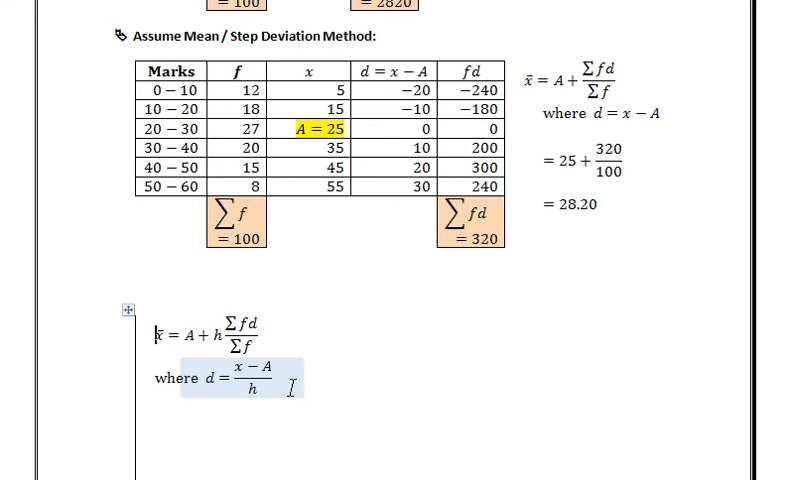 = 100 = 2820
Assume Mean / Step Deviation Method:
Marks f x d = x − A fd
0 − 10 12 5 −20 −240
10 − 20 18 15 −10 −180
20 − 30 27 A = 25 0 0
30 − 40 20 35 10 200
40 − 50 15 45 20 300
50 − 60 8 55 30 240
∑ f = 100 ∑ fd = 320
x̄ = A + ∑fd / ∑f
where d = x − A
= 25 + 320 / 100
= 28.20
x̄ = A + h ∑fd / ∑f
where d = x − A / h